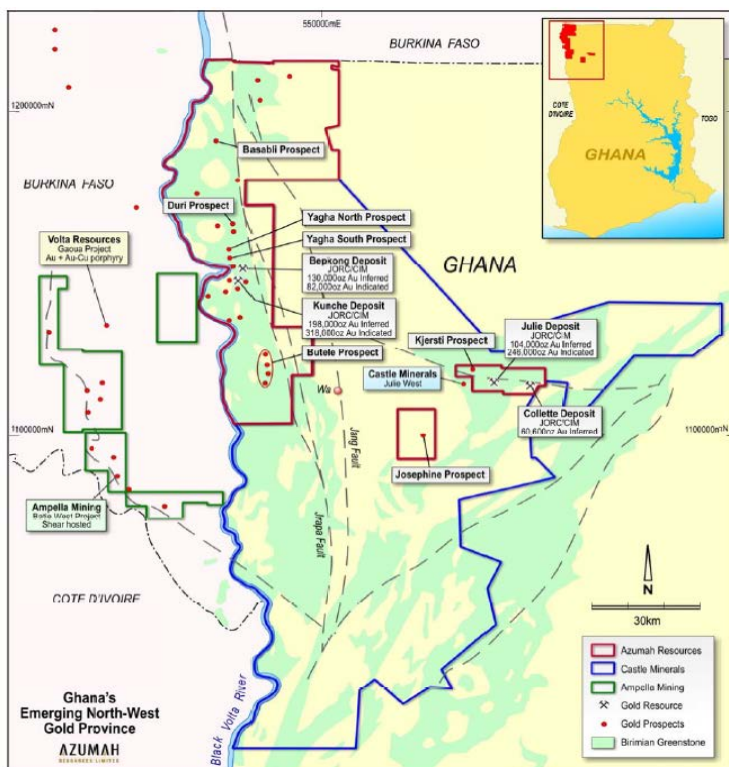 550000mE
BURKINA FASO
1200000mN
COTE
D'IVOIRE
TOGO
GHANA
Basabli Prospect
BURKINA FASO
Duri Prospect
Volta Resources
Gaoua Project
Au + Au-Cu porphyry
Yagha North Prospect
Yagha South Prospect
Bepkong Deposit
JORC/CIM
130,000oz Au Inferred
82,000oz Au Indicated
GHANA
Kunche Deposit
JORC/CIM
198,000oz Au Inferred
318,000oz Au Indicated
Julie Deposit
JORC/CIM
104,000oz Au Inferred
246,000oz Au Indicated
Kjersti Prospect
Butele Prospect
Castle Minerals
Julie West
Wa
Collette Deposit
JORC/CIM
60,600oz Au Inferred
1100000mN
1100000mN
Jang Fault
Josephine Prospect
Ampella Mining
Batie West Project
Shear hosted
Jrapa Fault
COTE D'IVOIRE
N
30km
Black Volta River
Ghana's
Emerging North-West
Gold Province
AZUMAH
RESOURCES LIMITED
Azumah Resources
Castle Minerals
Ampella Mining
Gold Resource
Gold Prospects
Birimian Greenstone